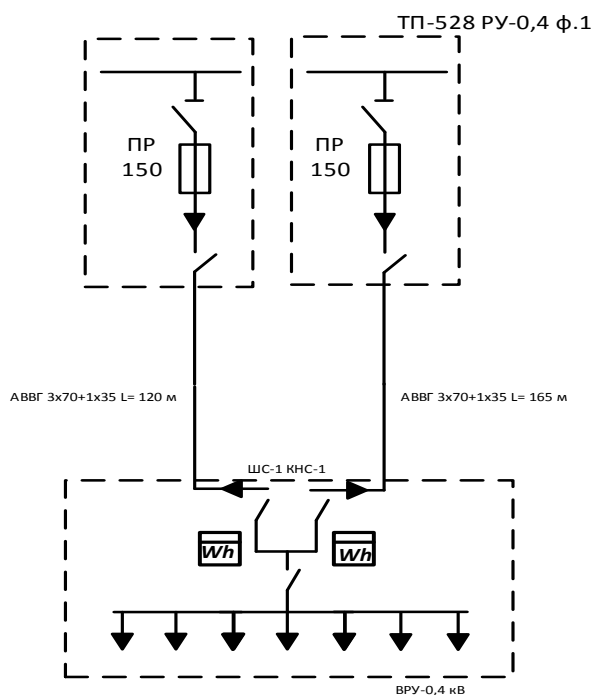 ТП-528 РУ-0,4 ф.1
ПР
150
ПР
150
АВВГ 3х70+1х35 L= 120 м
АВВГ 3х70+1х35 L= 165 м
ШС-1 КНС-1
Wh
Wh
ВРУ-0,4 кВ